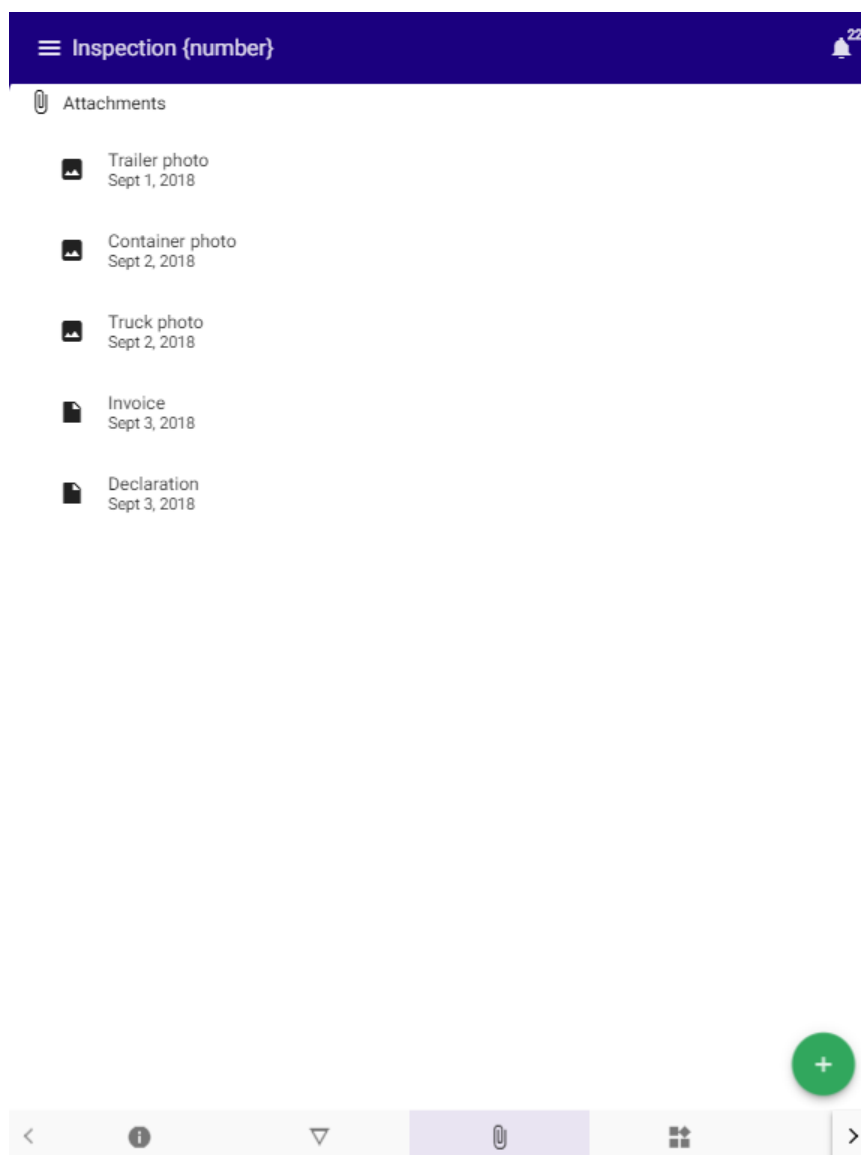 Inspection {number}
22
Attachments
Trailer photo
Sept 1, 2018
Container photo
Sept 2, 2018
Truck photo
Sept 2, 2018
Invoice
Sept 3, 2018
Declaration
Sept 3, 2018